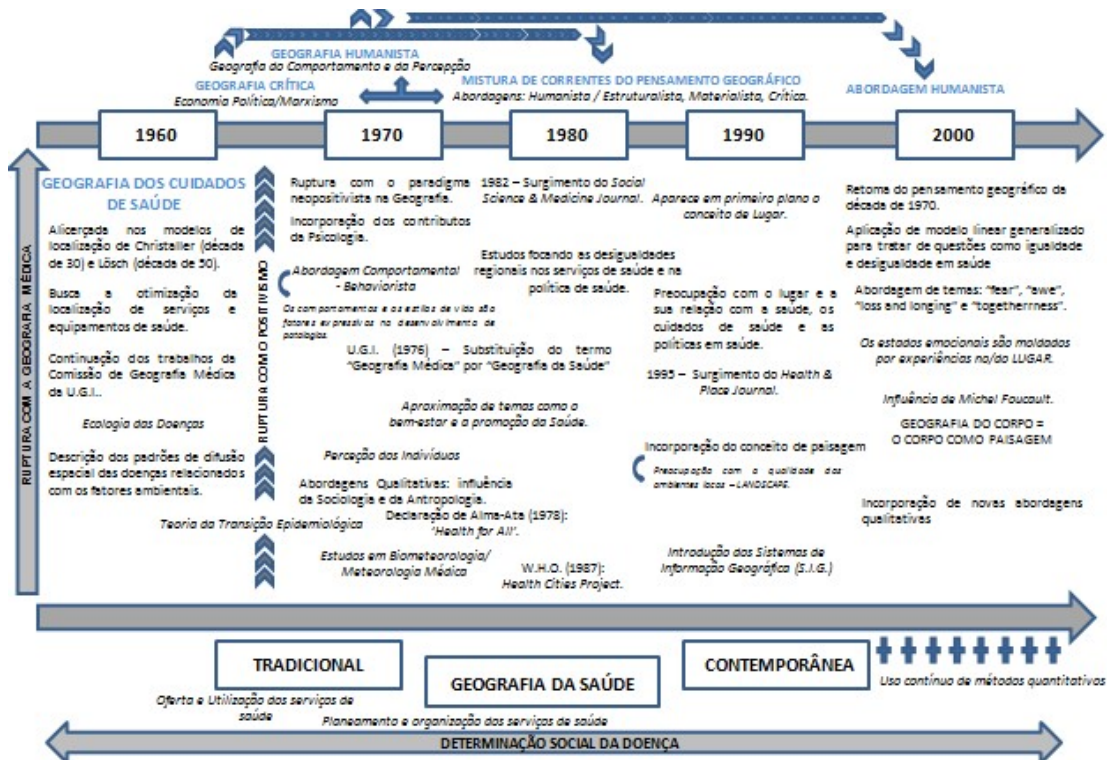 GEOGRAFIA HUMANISTA
Geografia do Comportamento e da Percepção
GEOGRAFIA CRÍTICA
Economia Política/Marxismo
MISTURA DE CORRENTES DO PENSAMENTO GEOGRÁFICO
Abordagens: Humanista / Estruturalista, Materialista, Crítica.
ABORDAGEM HUMANISTA
1960
1970
1980
1990
2000
RUPTURA COM A GEOGRAFIA MÉDICA
GEOGRAFIA DOS CUIDADOS
DE SAÚDE
Alicerçada nos modelos de
localização de Christaller (década
de 30) e Lösch (década de 50).
Busca a otimização da
localização de serviços e
equipamentos de saúde.
Continuação dos trabalhos da
Comissão de Geografia Médica
da U.G.I..
Ecologia das Doenças
Descrição dos padrões de difusão
espacial das doenças relacionados
com os fatores ambientais.
Teoria da Transição Epidemiológica
RUPTURA COM O POSITIVISMO
Ruptura com o paradigma
neopositivista na Geografia.
Incorporação dos contributos
da Psicologia.
Abordagem Comportamental
- Behaviorista
Os comportamentos e os estilos de vida são
fatores expressivos no desenvolvimento de
patologias.
U.G.I. (1976) – Substituição do termo
"Geografia Médica" por "Geografia da Saúde"
Aproximação de temas como o
bem-estar e a promoção da Saúde.
Perceção dos Indivíduos
Abordagens Qualitativas: influência
da Sociologia e da Antropologia.
Declaração de Alma-Ata (1978):
'Health for All'.
Estudos em Biometeorologia/
Meteorologia Médica
1982 – Surgimento do Social
Science & Medicine Journal.
Estudos focando as desigualdades
regionais nos serviços de saúde e na
política de saúde.
W.H.O. (1987):
Health Cities Project.
Aparece em primeiro plano o
conceito de Lugar.
Preocupação com o lugar e a
sua relação com a saúde, os
cuidados de saúde e as
políticas em saúde.
1995 – Surgimento do Health &
Place Journal.
Incorporação do conceito de paisagem
Preocupação com a qualidade dos
ambientes locos – LANDSCAPE.
Introdução dos Sistemas de
Informação Geográfica (S.I.G.)
Retoma do pensamento geográfico da
década de 1970.
Aplicação de modelo linear generalizado
para tratar de questões como igualdade
e desigualdade em saúde
Abordagem de temas: "fear", "awe",
"loss and longing" e "togetherrness".
Os estados emocionais são moldados
por experiências no/do LUGAR.
Influência de Michel Foucault.
GEOGRAFIA DO CORPO =
O CORPO COMO PAISAGEM
Incorporação de novas abordagens
qualitativas
TRADICIONAL
GEOGRAFIA DA SAÚDE
CONTEMPORÂNEA
Uso contínuo de métodos quantitativos
Oferta e Utilização dos serviços de
saúde
Planeamento e organização dos serviços de saúde
DETERMINAÇÃO SOCIAL DA DOENÇA